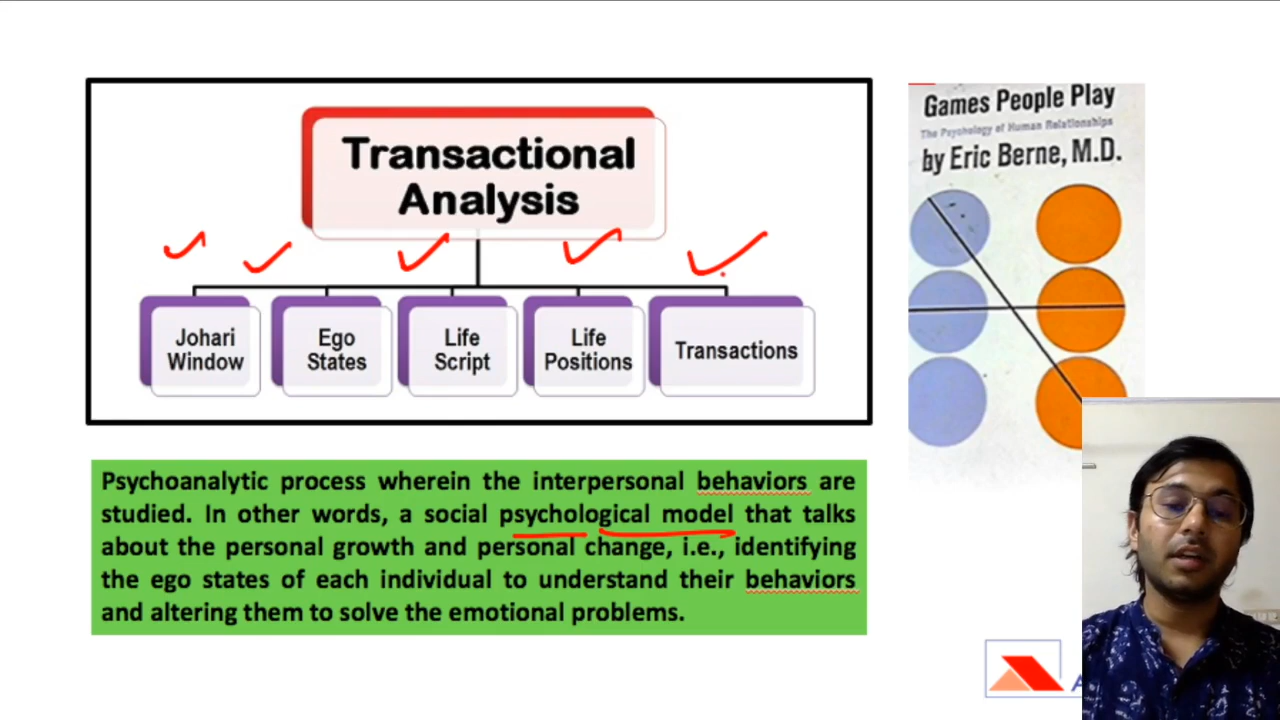 Transactional
Analysis
Johari
Window
Ego
States
Life
Script
Life
Positions
Transactions
Psychoanalytic process wherein the interpersonal behaviors are
studied. In other words, a social psychological model that talks
about the personal growth and personal change, i.e., identifying
the ego states of each individual to understand their behaviors
and altering them to solve the emotional problems.
Games People Play
The Psychology of Human Relationships
by Eric Berne, M.D.
A